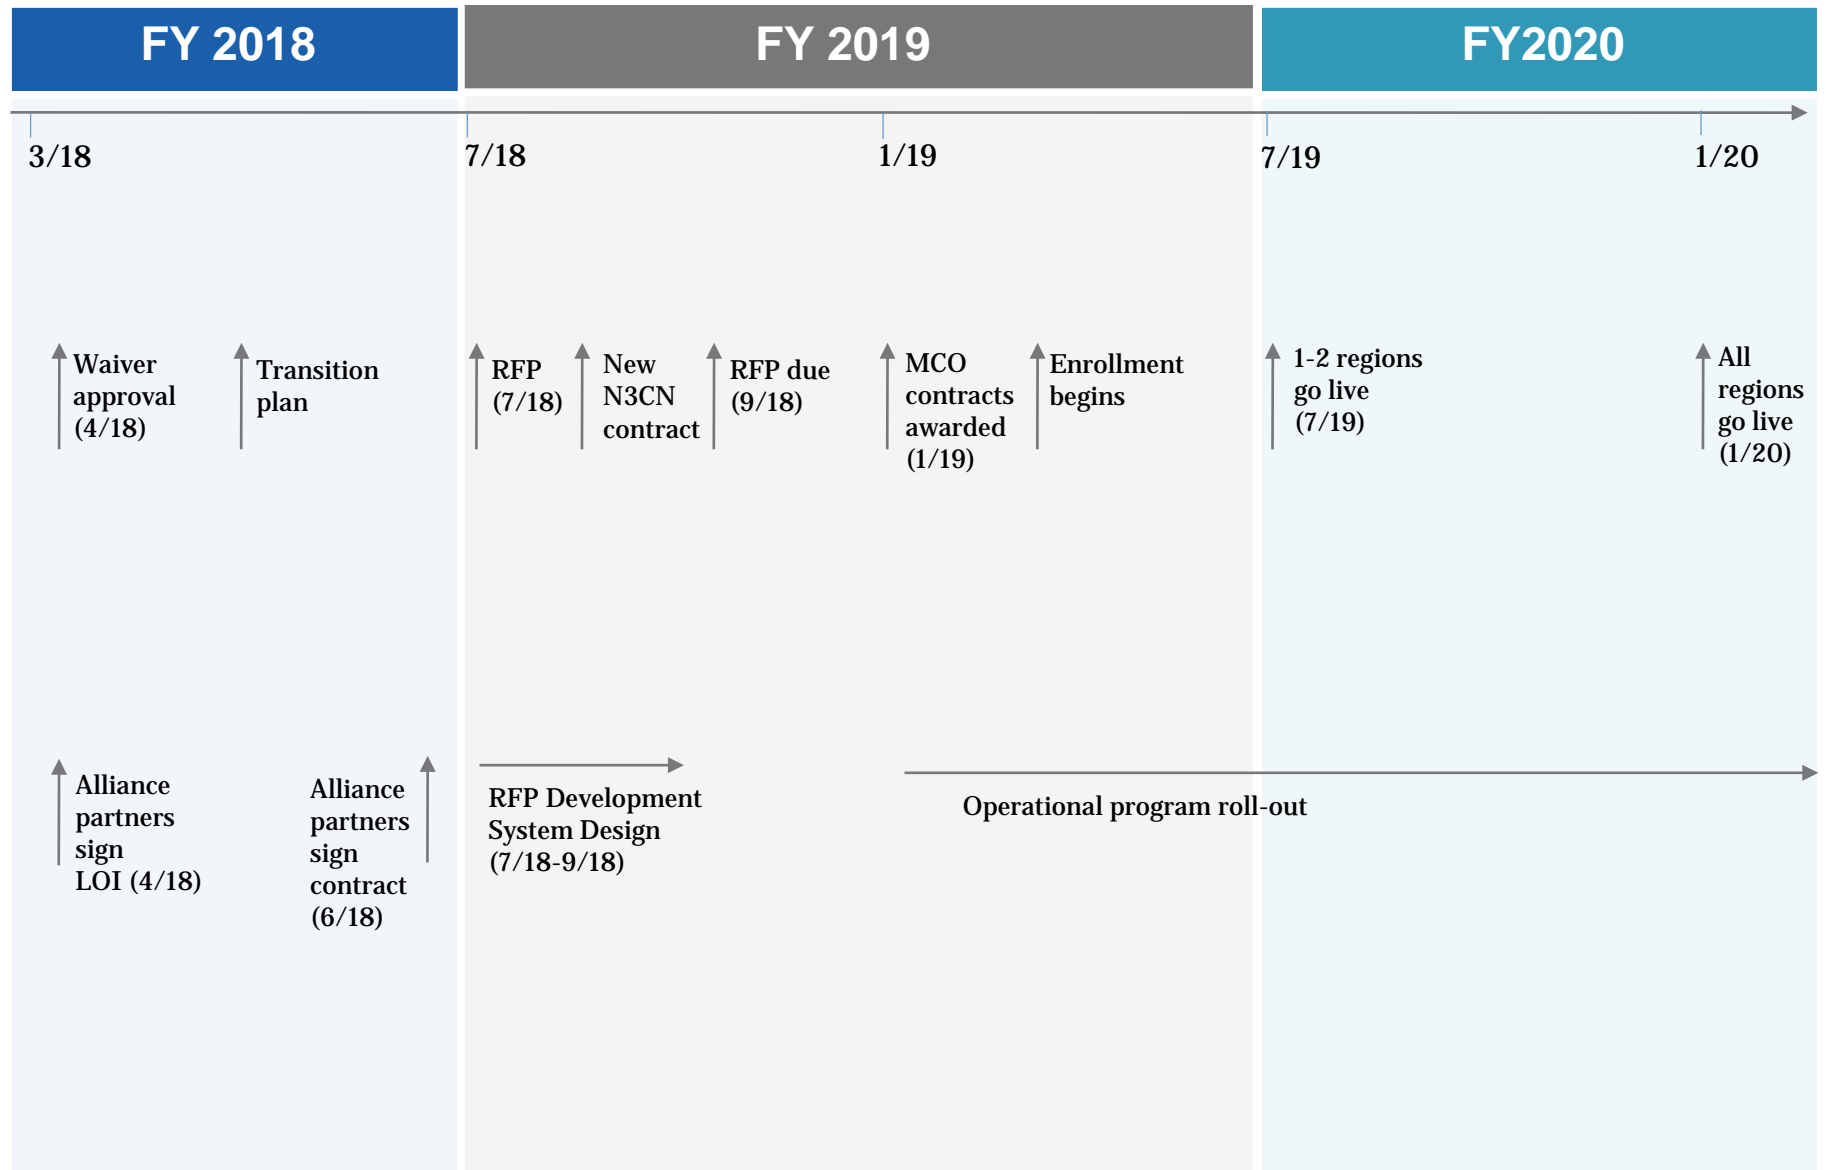 FY 2018
FY 2019
FY2020
3/18
7/18
1/19
7/19
1/20
Waiver
approval
(4/18)
Transition
plan
RFP
(7/18)
New
N3CN
contract
RFP due
(9/18)
MCO
contracts
awarded
(1/19)
Enrollment
begins
1-2 regions
go live
(7/19)
All
regions
go live
(1/20)
Alliance
partners
sign
LOI (4/18)
Alliance
partners
sign
contract
(6/18)
RFP Development
System Design
(7/18-9/18)
Operational program roll-out